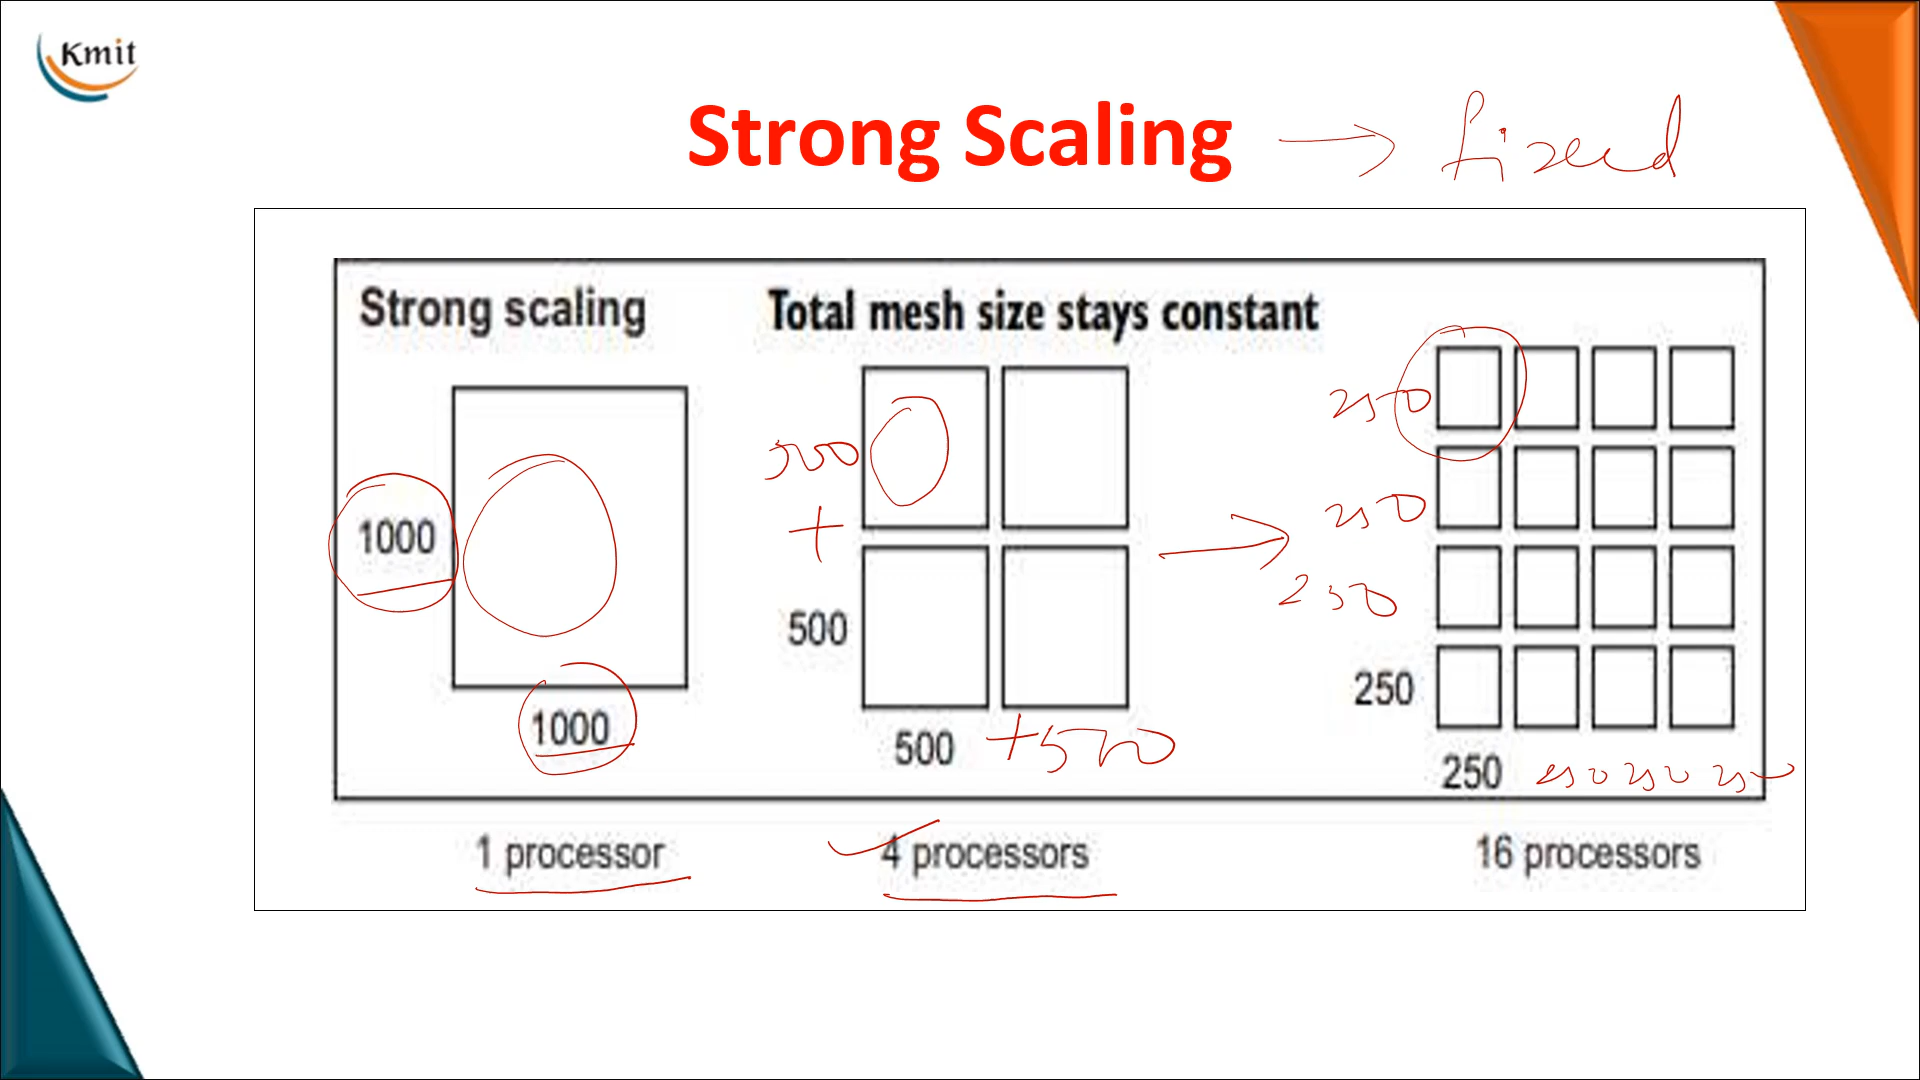 Kmit
Strong Scaling → fixed
Strong scaling Total mesh size stays constant
250
500
1000
+
250
250
500
250
1000
500 +500
250 250 250 250
1 processor 4 processors 16 processors